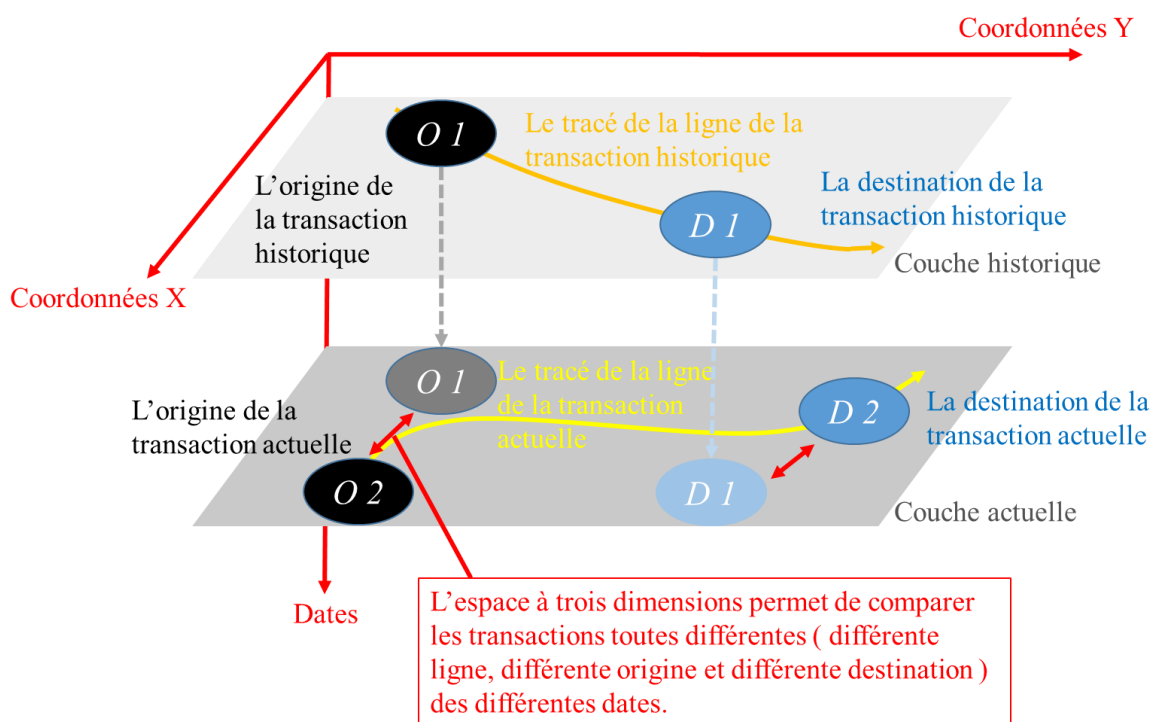 Coordonnées Y
O 1
Le tracé de la ligne de la
transaction historique
L’origine de
la transaction
historique
La destination de la
transaction historique
D 1
Couche historique
Coordonnées X
O 1
Le tracé de la ligne
de la transaction
actuelle
L’origine de la
transaction actuelle
D 2
La destination de la
transaction actuelle
O 2
D 1
Couche actuelle
Dates
L’espace à trois dimensions permet de comparer
les transactions toutes différentes ( différente
ligne, différente origine et différente destination )
des différentes dates.